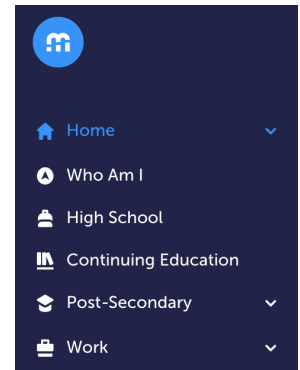 m
Home
Who Am I
High School
Continuing Education
Post-Secondary
Work